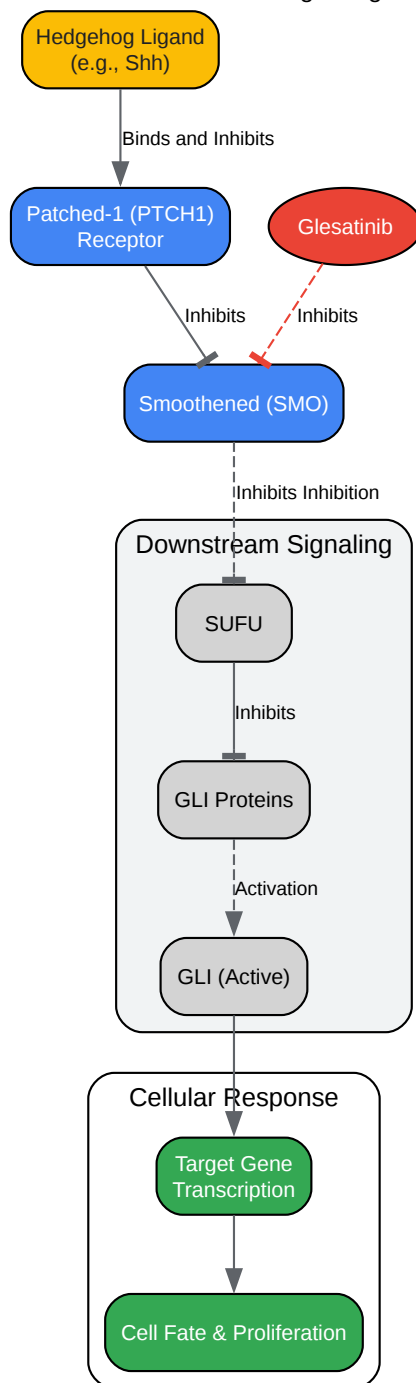 Hedgehog Ligand
(e.g., Shh)
Binds and Inhibits
Patched-1 (PTCH1)
Receptor
Glesatinib
Inhibits
Inhibits
Smoothened (SMO)
Inhibits Inhibition
Downstream Signaling
SUFU
Inhibits
GLI Proteins
Activation
GLI (Active)
Cellular Response
Target Gene
Transcription
Cell Fate & Proliferation